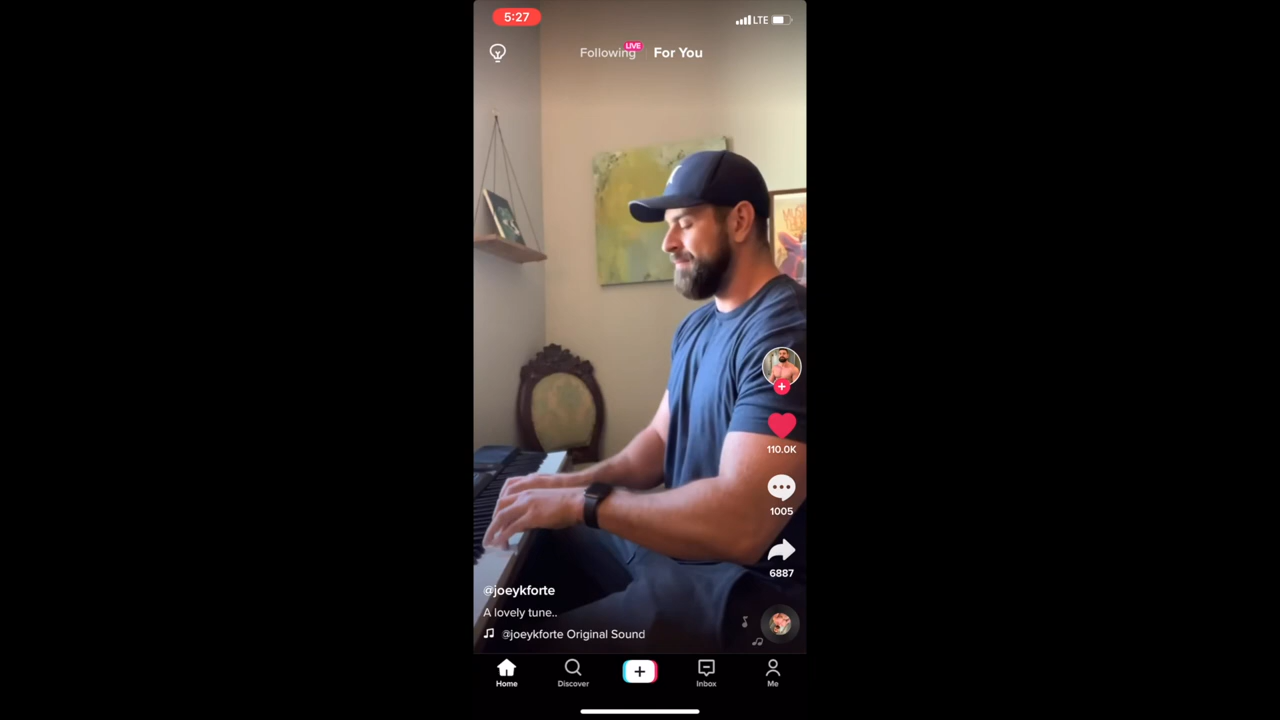 5:27
LTE
Following
LIVE
For You
110.0K
1005
6887
@joeykforte
A lovely tune..
@joeykforte Original Sound
Home
Discover
Inbox
Me